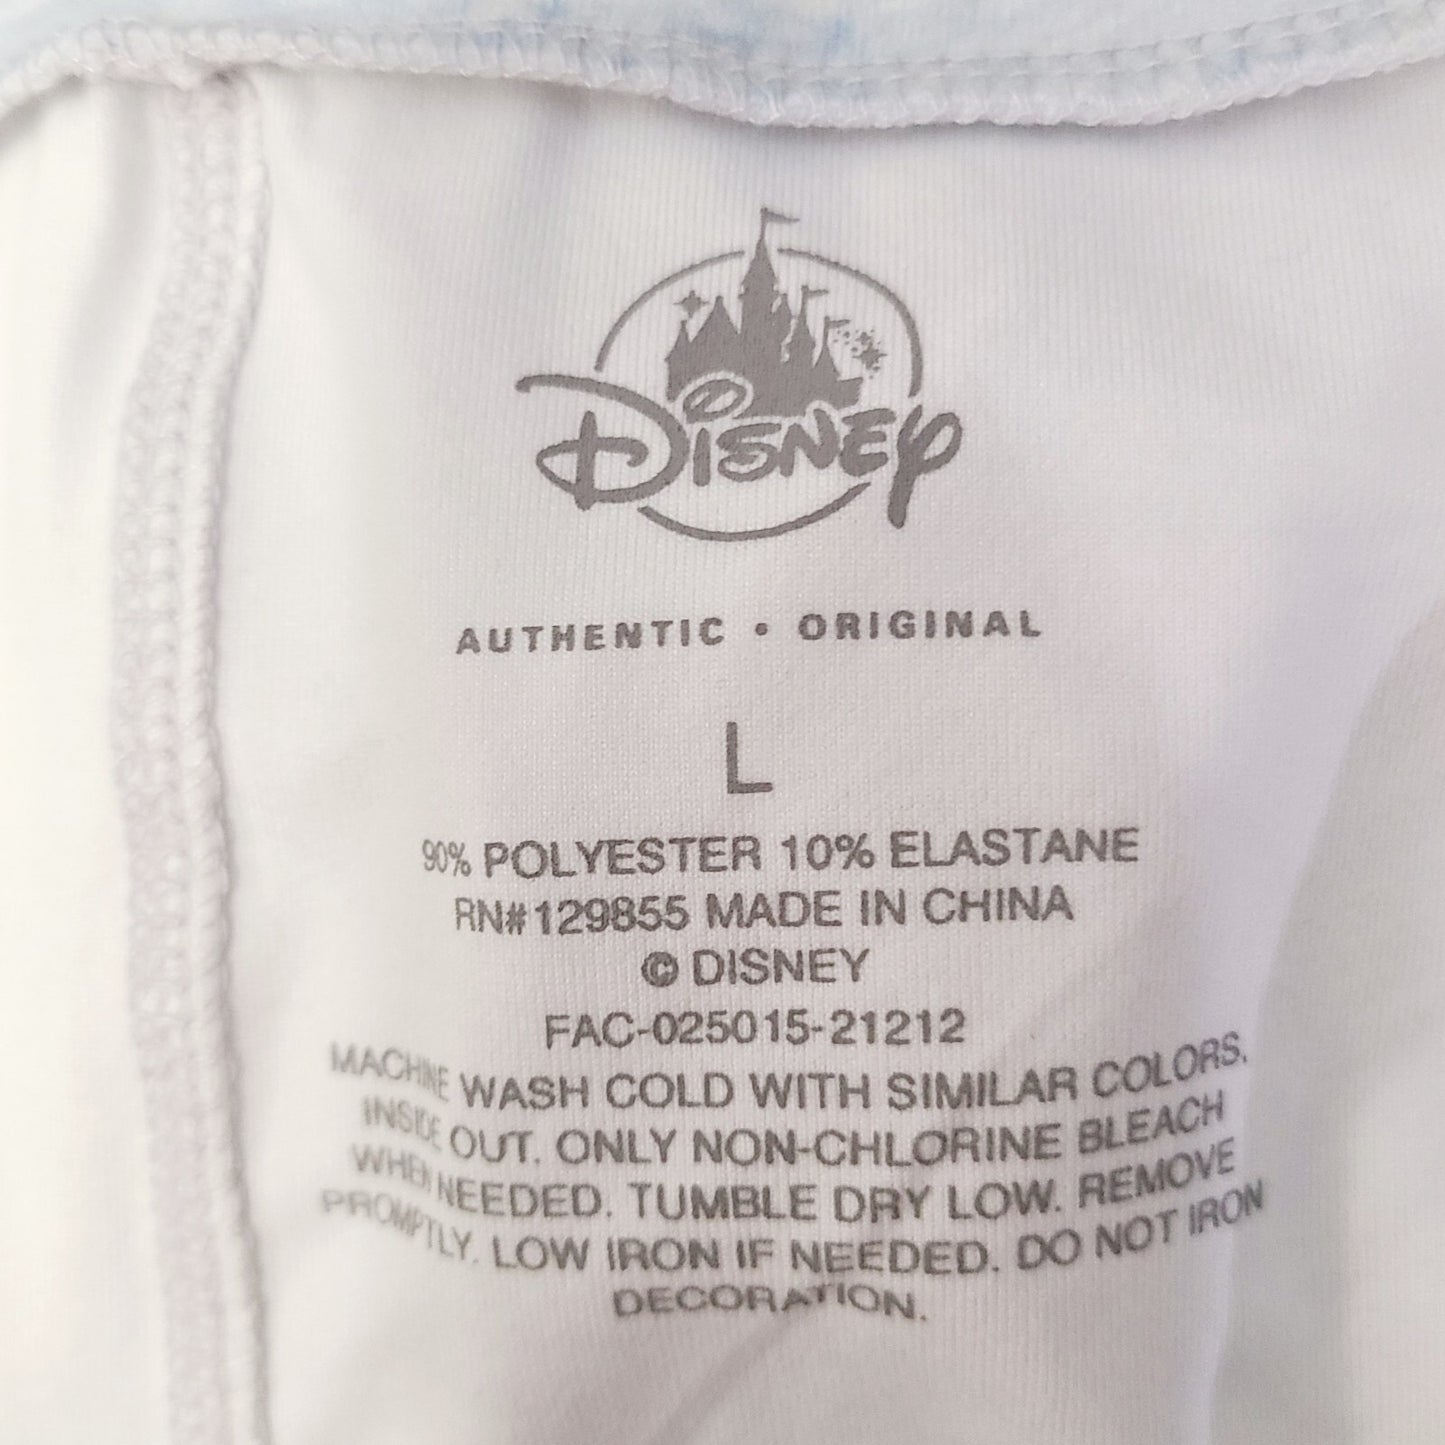 Disney
AUTHENTIC • ORIGINAL
L
90% POLYESTER 10% ELASTANE
RN#129855 MADE IN CHINA
© DISNEY
FAC-025015-21212
MACHINE WASH COLD WITH SIMILAR COLORS,
INSIDE OUT. ONLY NON-CHLORINE BLEACH
WHEN NEEDED. TUMBLE DRY LOW. REMOVE
PROMPTLY. LOW IRON IF NEEDED. DO NOT IRON
DECORATION.